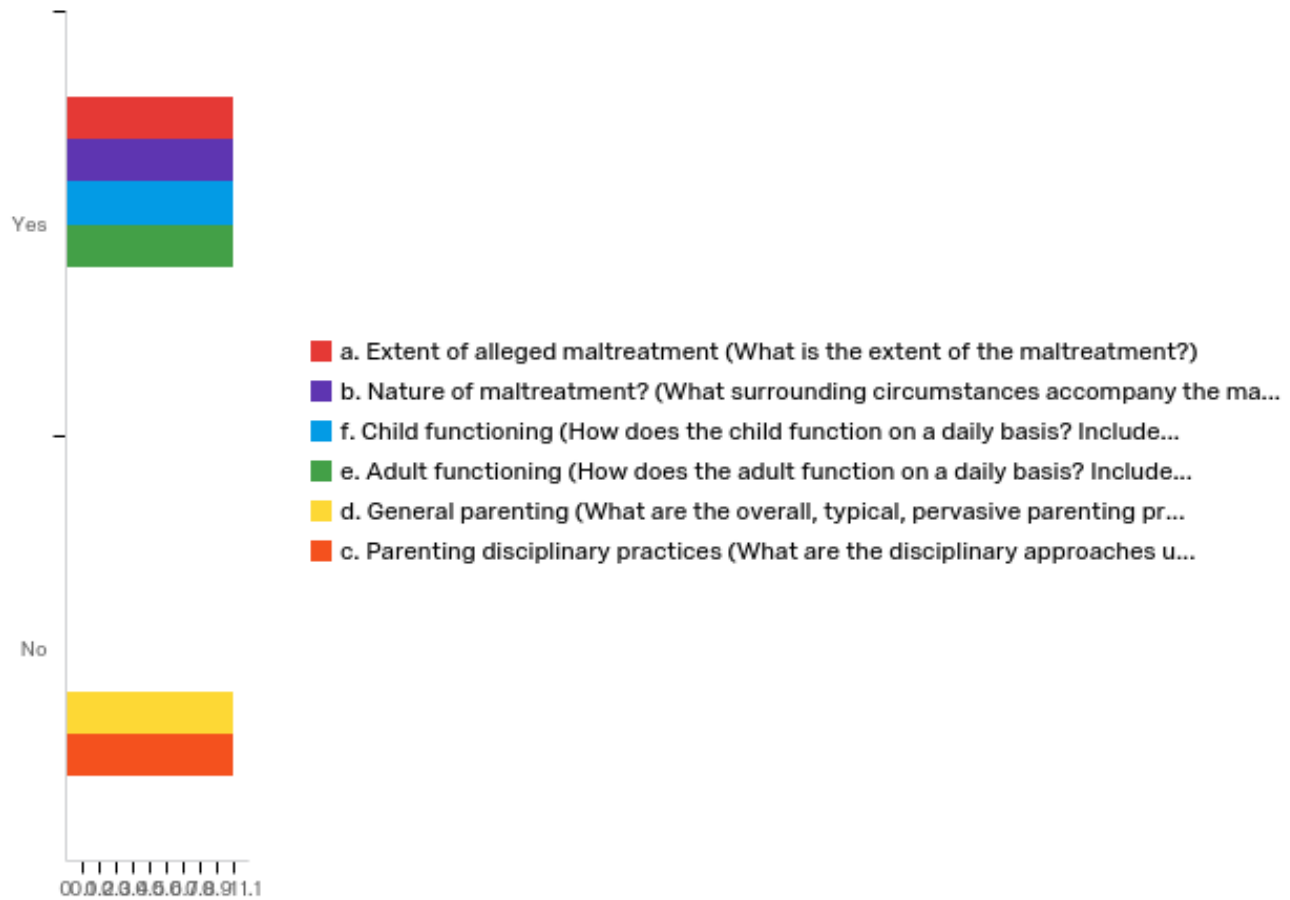 Yes
a. Extent of alleged maltreatment (What is the extent of the maltreatment?)
b. Nature of maltreatment? (What surrounding circumstances accompany the ma...
f. Child functioning (How does the child function on a daily basis? Include...
e. Adult functioning (How does the adult function on a daily basis? Include...
d. General parenting (What are the overall, typical, pervasive parenting pr...
c. Parenting disciplinary practices (What are the disciplinary approaches u...
No